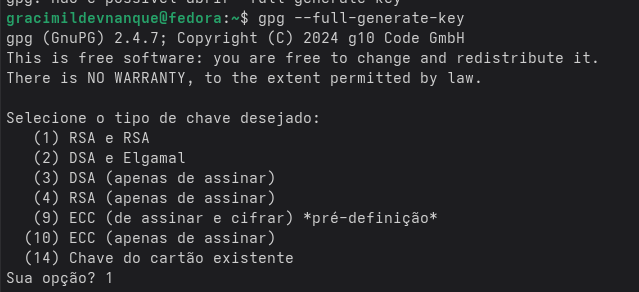 gpg: não é possível abrir '--full-generate-key'
gracimildevnanque@fedora:~$ gpg --full-generate-key
gpg (GnuPG) 2.4.7; Copyright (C) 2024 g10 Code GmbH
This is free software: you are free to change and redistribute it.
There is NO WARRANTY, to the extent permitted by law.
Selecione o tipo de chave desejado:
(1) RSA e RSA
(2) DSA e Elgamal
(3) DSA (apenas de assinar)
(4) RSA (apenas de assinar)
(9) ECC (de assinar e cifrar) *pré-definição*
(10) ECC (apenas de assinar)
(14) Chave do cartão existente
Sua opção? 1